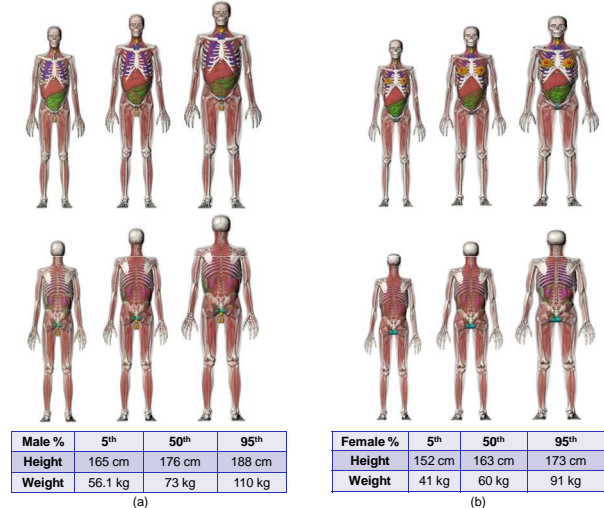 Male % 5th 50th 95th
Height 165 cm 176 cm 188 cm
Weight 56.1 kg 73 kg 110 kg
(a)
Female % 5th 50th 95th
Height 152 cm 163 cm 173 cm
Weight 41 kg 60 kg 91 kg
(b)